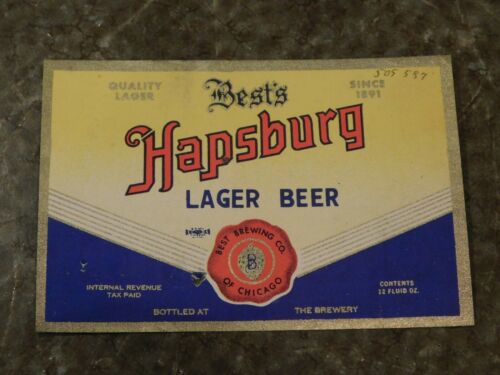 QUALITY
LAGER
Best's
SINCE
1891
Hapsburg
LAGER BEER
BEST BREWING CO.
B
OF CHICAGO
INTERNAL REVENUE
TAX PAID
CONTENTS
12 FLUID OZ.
BOTTLED AT THE BREWERY